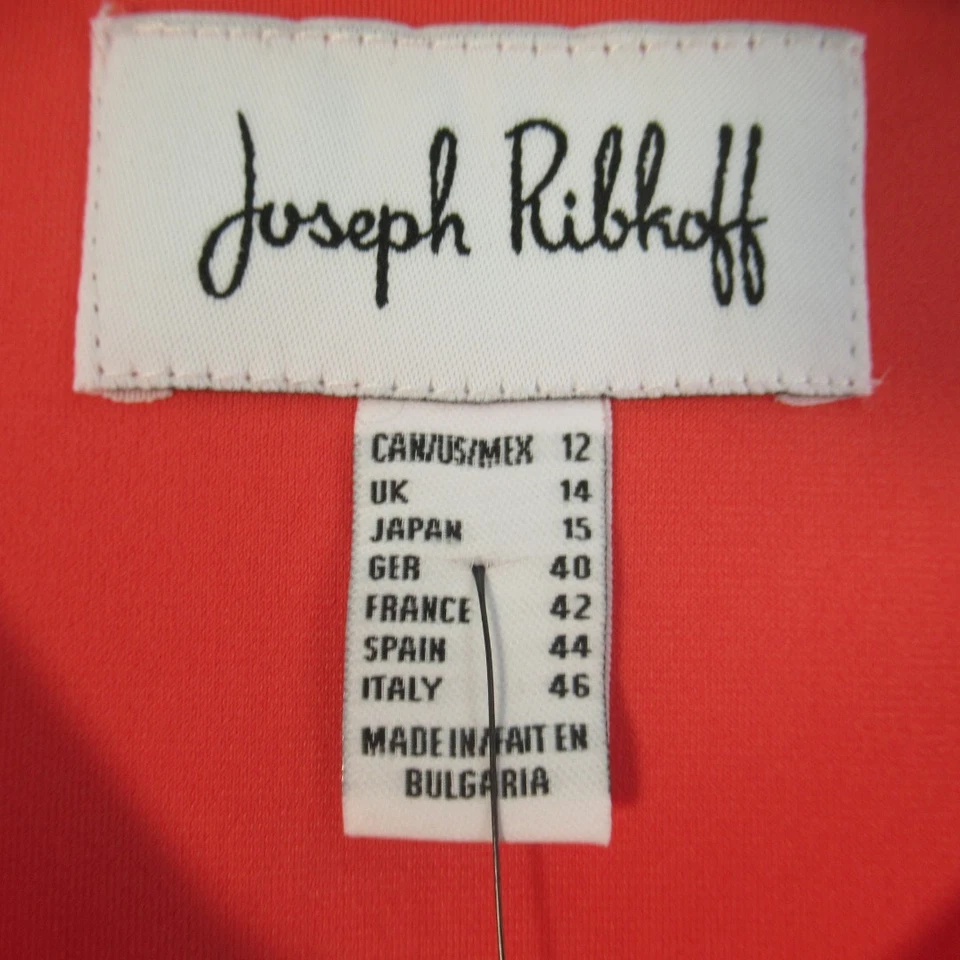 Joseph Ribkoff
CAN/US/MEX 12
UK 14
JAPAN 15
GER 40
FRANCE 42
SPAIN 44
ITALY 46
MADE IN/FAIT EN
BULGARIA